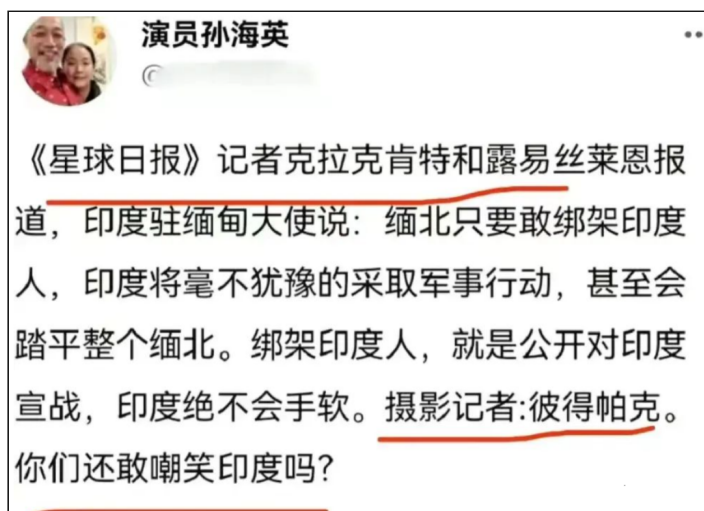 演员孙海英
@
《星球日报》记者克拉克肯特和露易丝莱恩报
道，印度驻缅甸大使说：缅北只要敢绑架印度
人，印度将毫不犹豫的采取军事行动，甚至会
踏平整个缅北。绑架印度人，就是公开对印度
宣战，印度绝不会手软。摄影记者:彼得帕克。
你们还敢嘲笑印度吗？